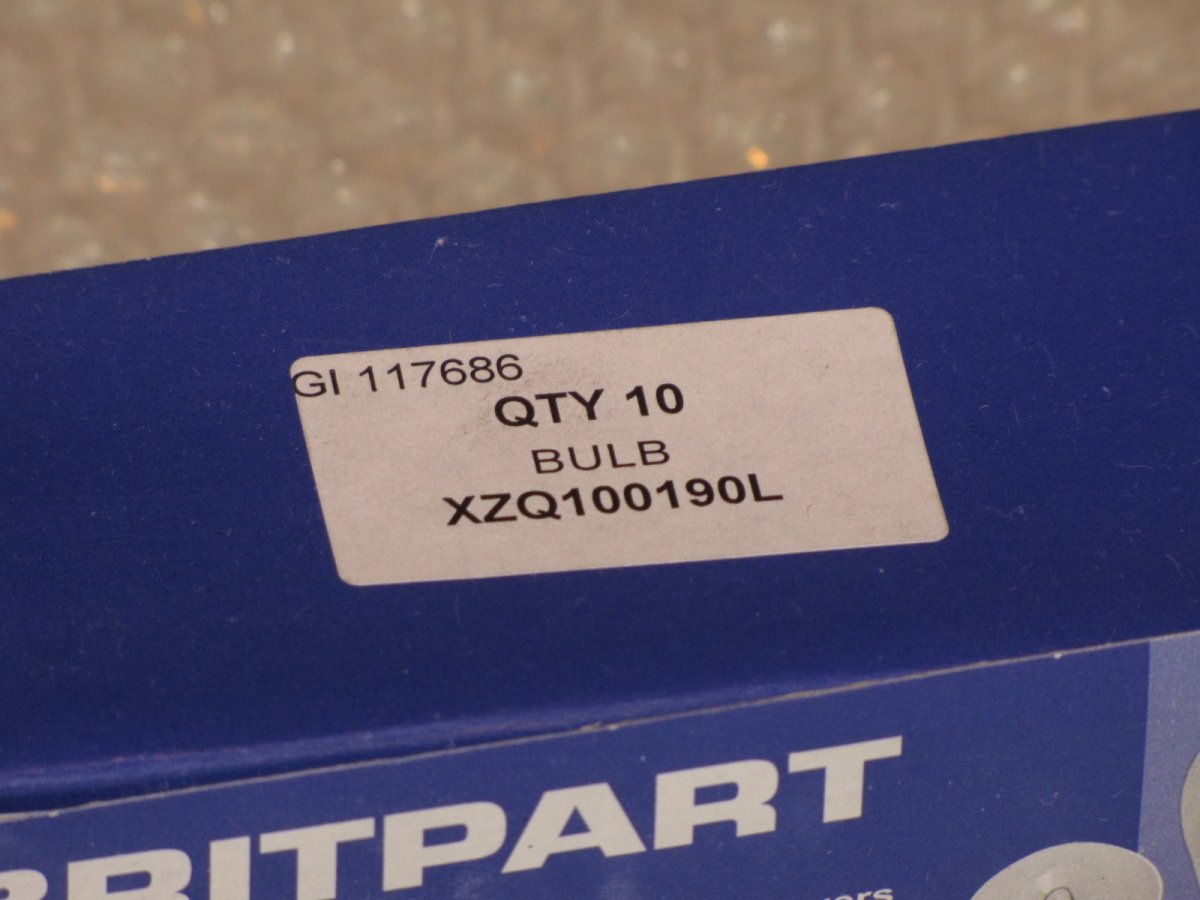 GI 117686
QTY 10
BULB
XZQ100190L
BRITPART